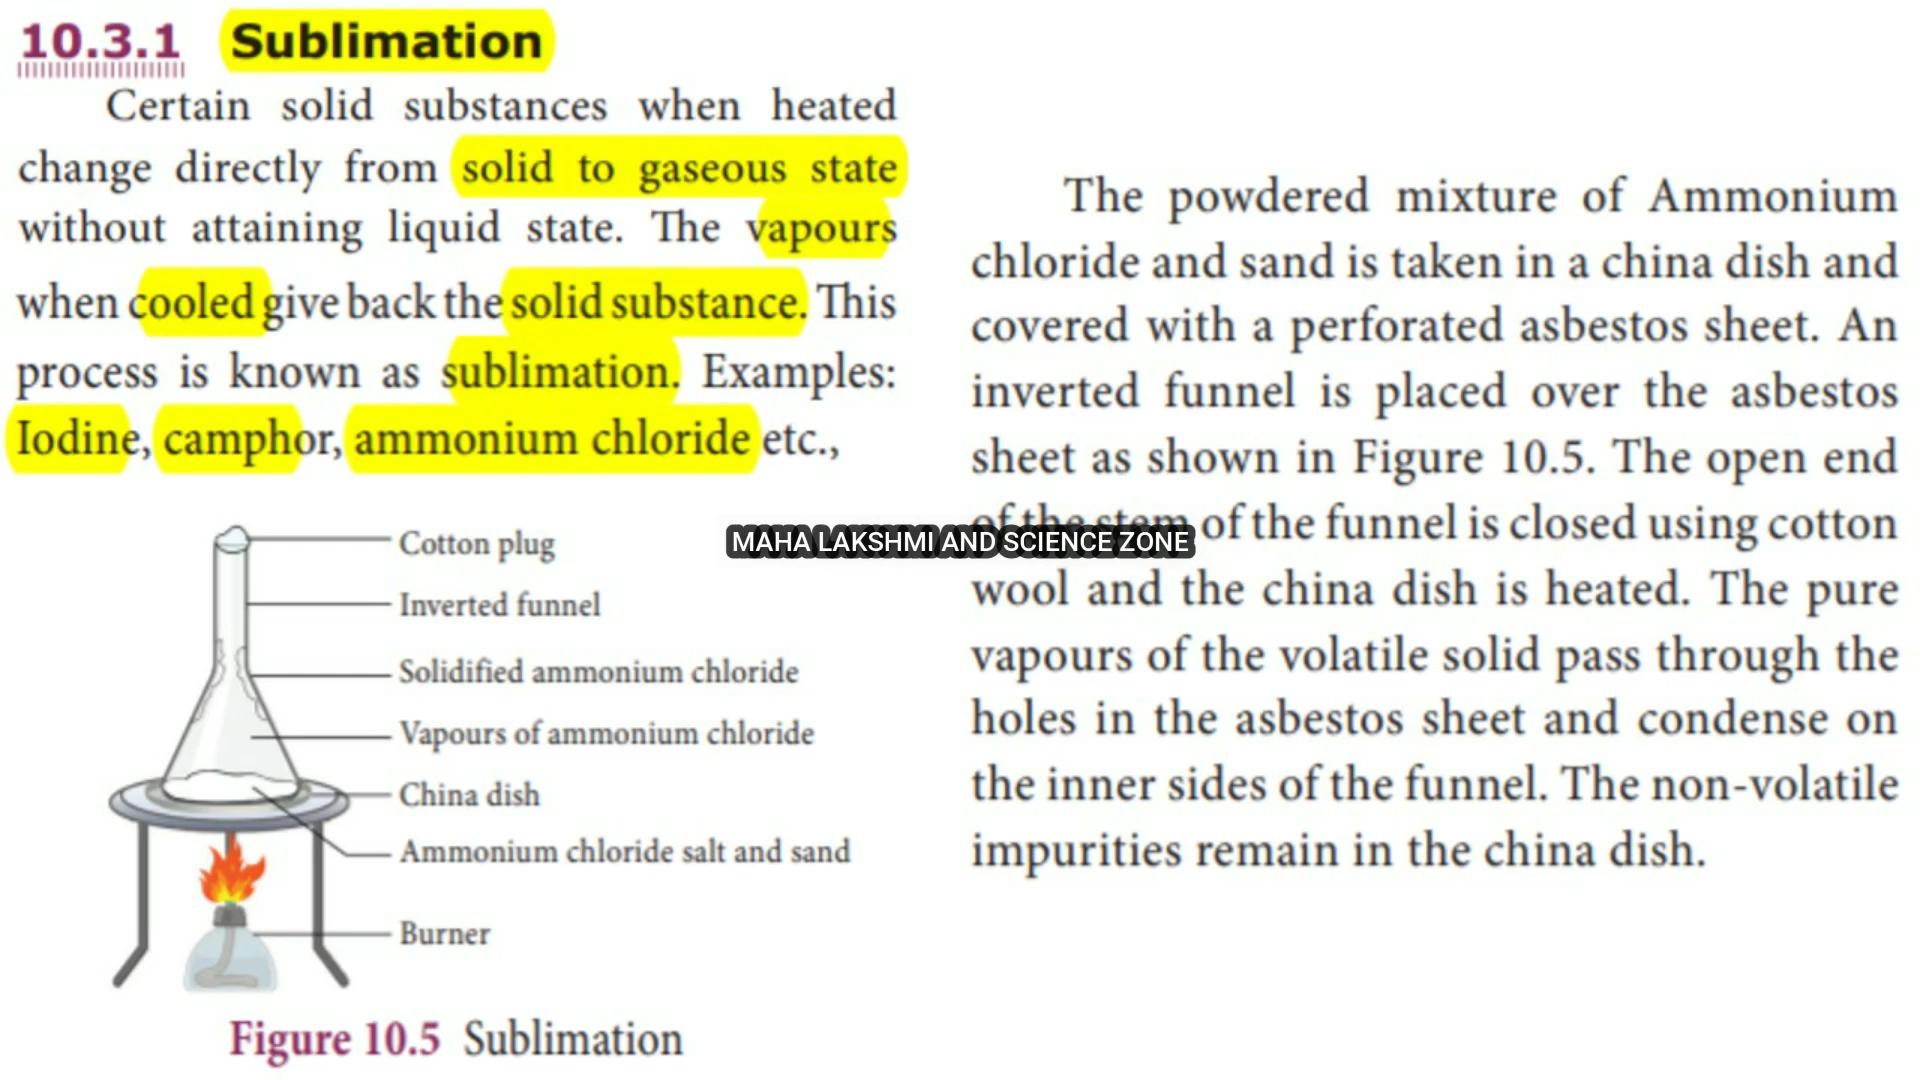 10.3.1 Sublimation
Certain solid substances when heated
change directly from solid to gaseous state
without attaining liquid state. The vapours
when cooled give back the solid substance. This
process is known as sublimation. Examples:
Iodine, camphor, ammonium chloride etc.,
Cotton plug
Inverted funnel
Solidified ammonium chloride
Vapours of ammonium chloride
China dish
Ammonium chloride salt and sand
Burner
Figure 10.5 Sublimation
The powdered mixture of Ammonium
chloride and sand is taken in a china dish and
covered with a perforated asbestos sheet. An
inverted funnel is placed over the asbestos
sheet as shown in Figure 10.5. The open end
of the stem of the funnel is closed using cotton
wool and the china dish is heated. The pure
vapours of the volatile solid pass through the
holes in the asbestos sheet and condense on
the inner sides of the funnel. The non-volatile
impurities remain in the china dish.
MAHA LAKSHMI AND SCIENCE ZONE